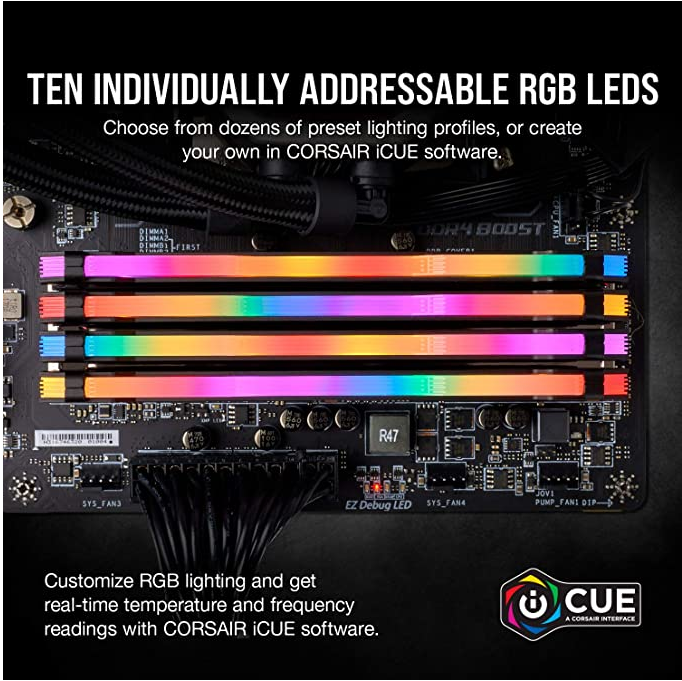 TEN INDIVIDUALLY ADDRESSABLE RGB LEDS
Choose from dozens of preset lighting profiles, or create
your own in CORSAIR iCUE software.
DIMMA1
DIMMB1
FIRST
DDR4 BOOST
CPU_FAN1
R47
SYS_FAN3
EZ Debug LED
SYS_FAN4
JOV1
PUMP_FAN1
DIP
Customize RGB lighting and get
real-time temperature and frequency
readings with CORSAIR iCUE software.
iCUE
A CORSAIR INTERFACE